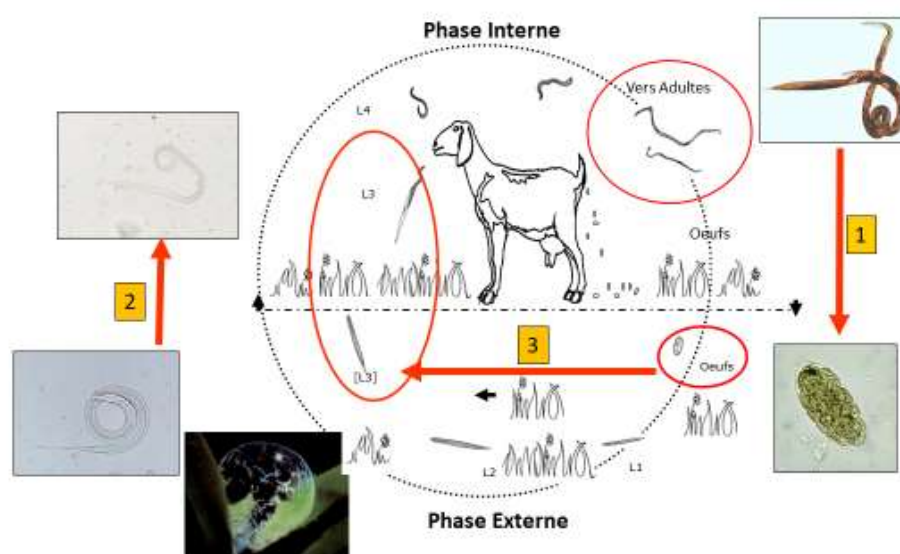 Phase Interne
Vers Adultes
L4
L3
Oeufs
1
2
3
Oeufs
[L3]
L2
L1
Phase Externe